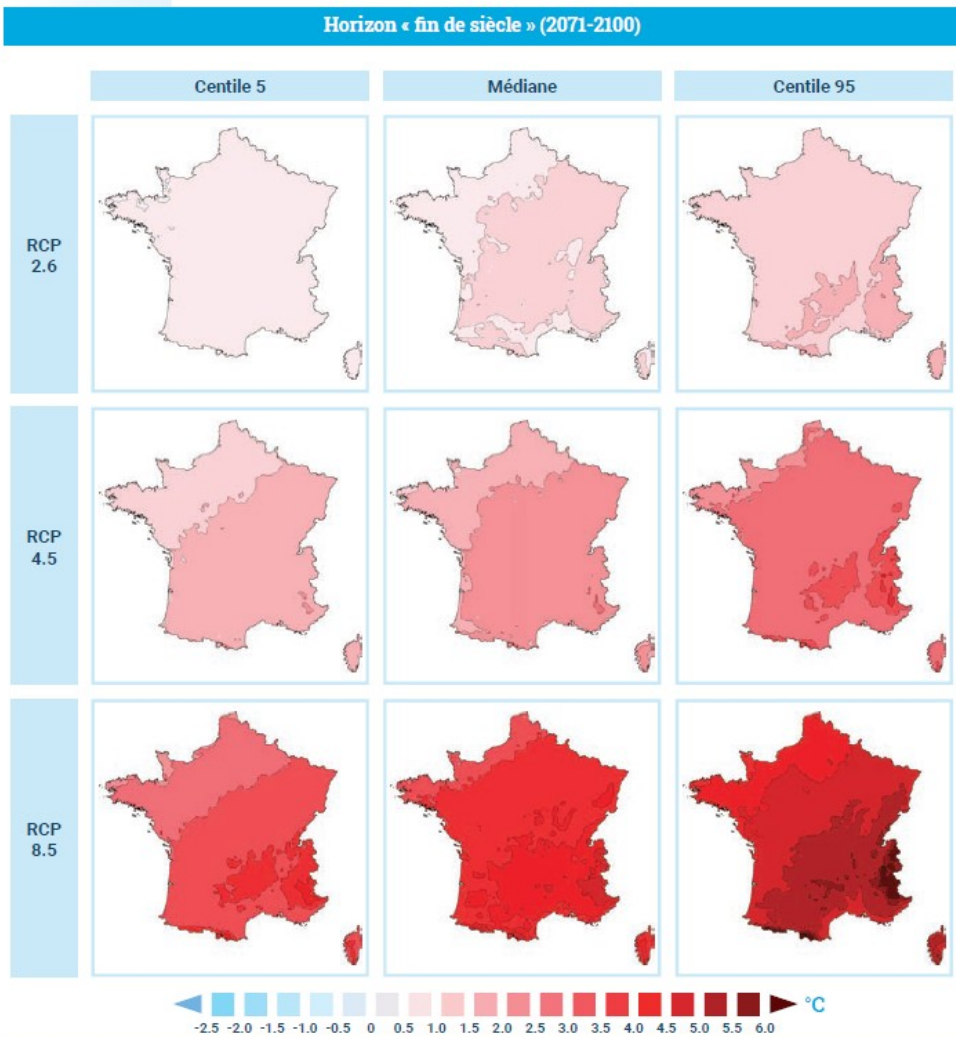 Horizon « fin de siècle » (2071-2100)
Centile 5 Médiane Centile 95
RCP
2.6
RCP
4.5
RCP
8.5
°C
-2.5 -2.0 -1.5 -1.0 -0.5 0 0.5 1.0 1.5 2.0 2.5 3.0 3.5 4.0 4.5 5.0 5.5 6.0